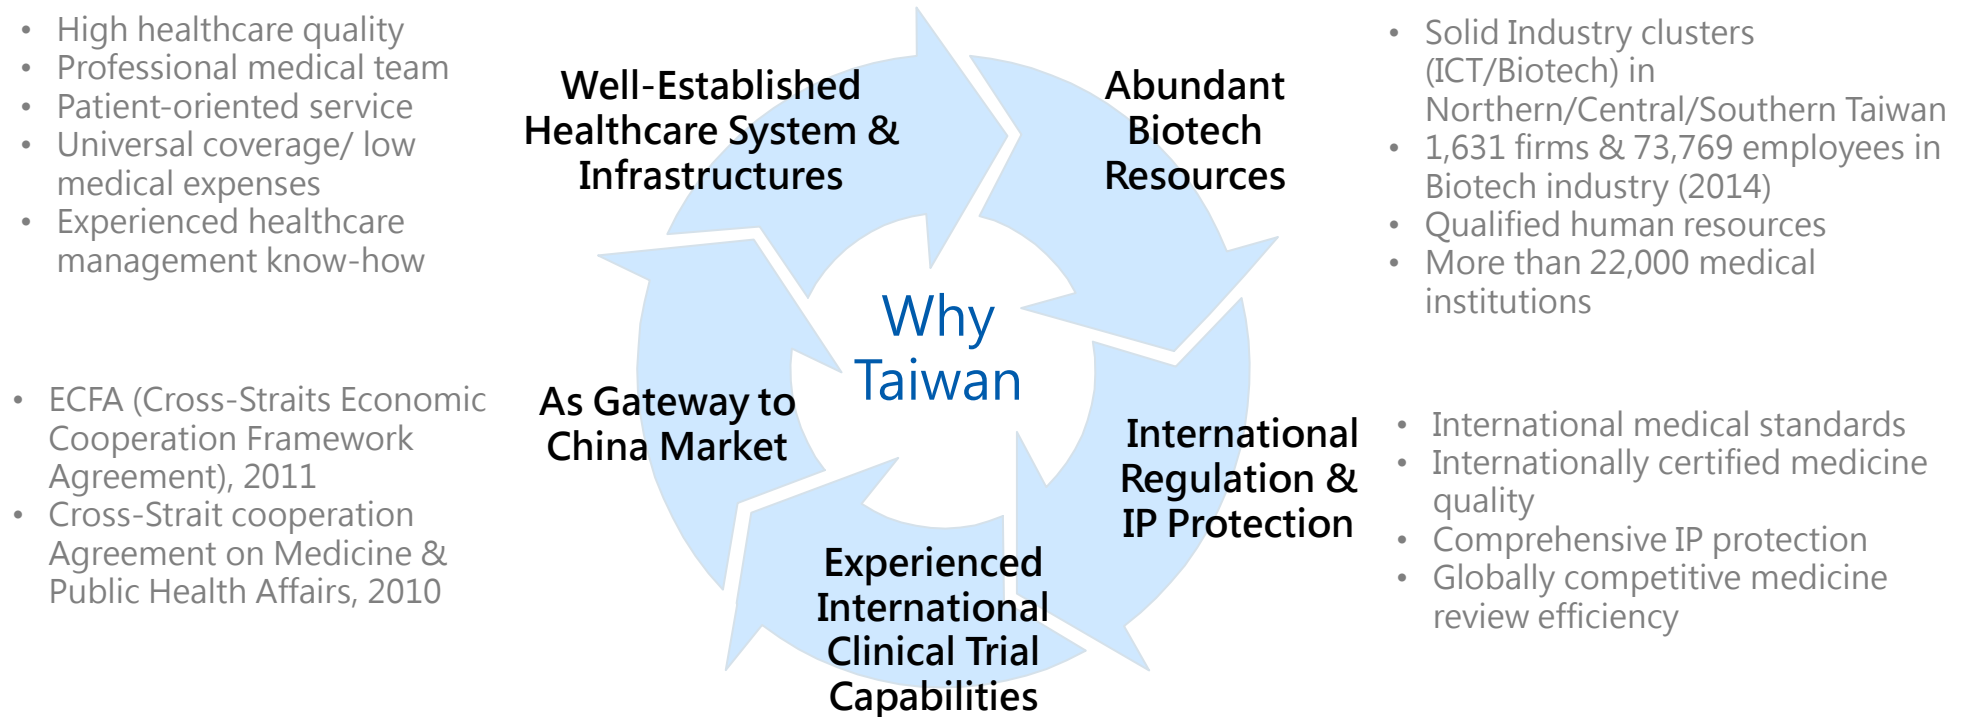 • High healthcare quality
• Professional medical team
• Patient-oriented service
• Universal coverage/ low
medical expenses
• Experienced healthcare
management know-how
Well-Established
Healthcare System &
Infrastructures
Abundant
Biotech
Resources
• Solid Industry clusters
(ICT/Biotech) in
Northern/Central/Southern Taiwan
• 1,631 firms & 73,769 employees in
Biotech industry (2014)
• Qualified human resources
• More than 22,000 medical
institutions
Why
Taiwan
• ECFA (Cross-Straits Economic
Cooperation Framework
Agreement), 2011
• Cross-Strait cooperation
Agreement on Medicine &
Public Health Affairs, 2010
As Gateway to
China Market
International
Regulation &
IP Protection
• International medical standards
• Internationally certified medicine
quality
• Comprehensive IP protection
• Globally competitive medicine
review efficiency
Experienced
International
Clinical Trial
Capabilities